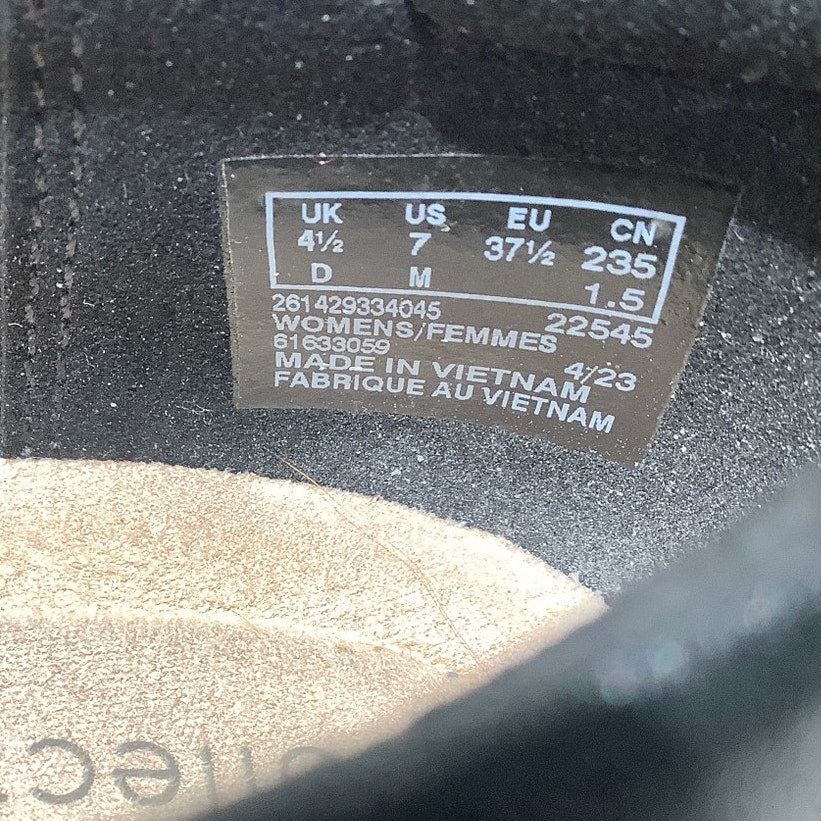 UK US EU CN
4½ 7 37½ 235
D M 1.5
261429334045 22545
WOMENS/FEMMES
61633059 4/23
MADE IN VIETNAM
FABRIQUE AU VIETNAM